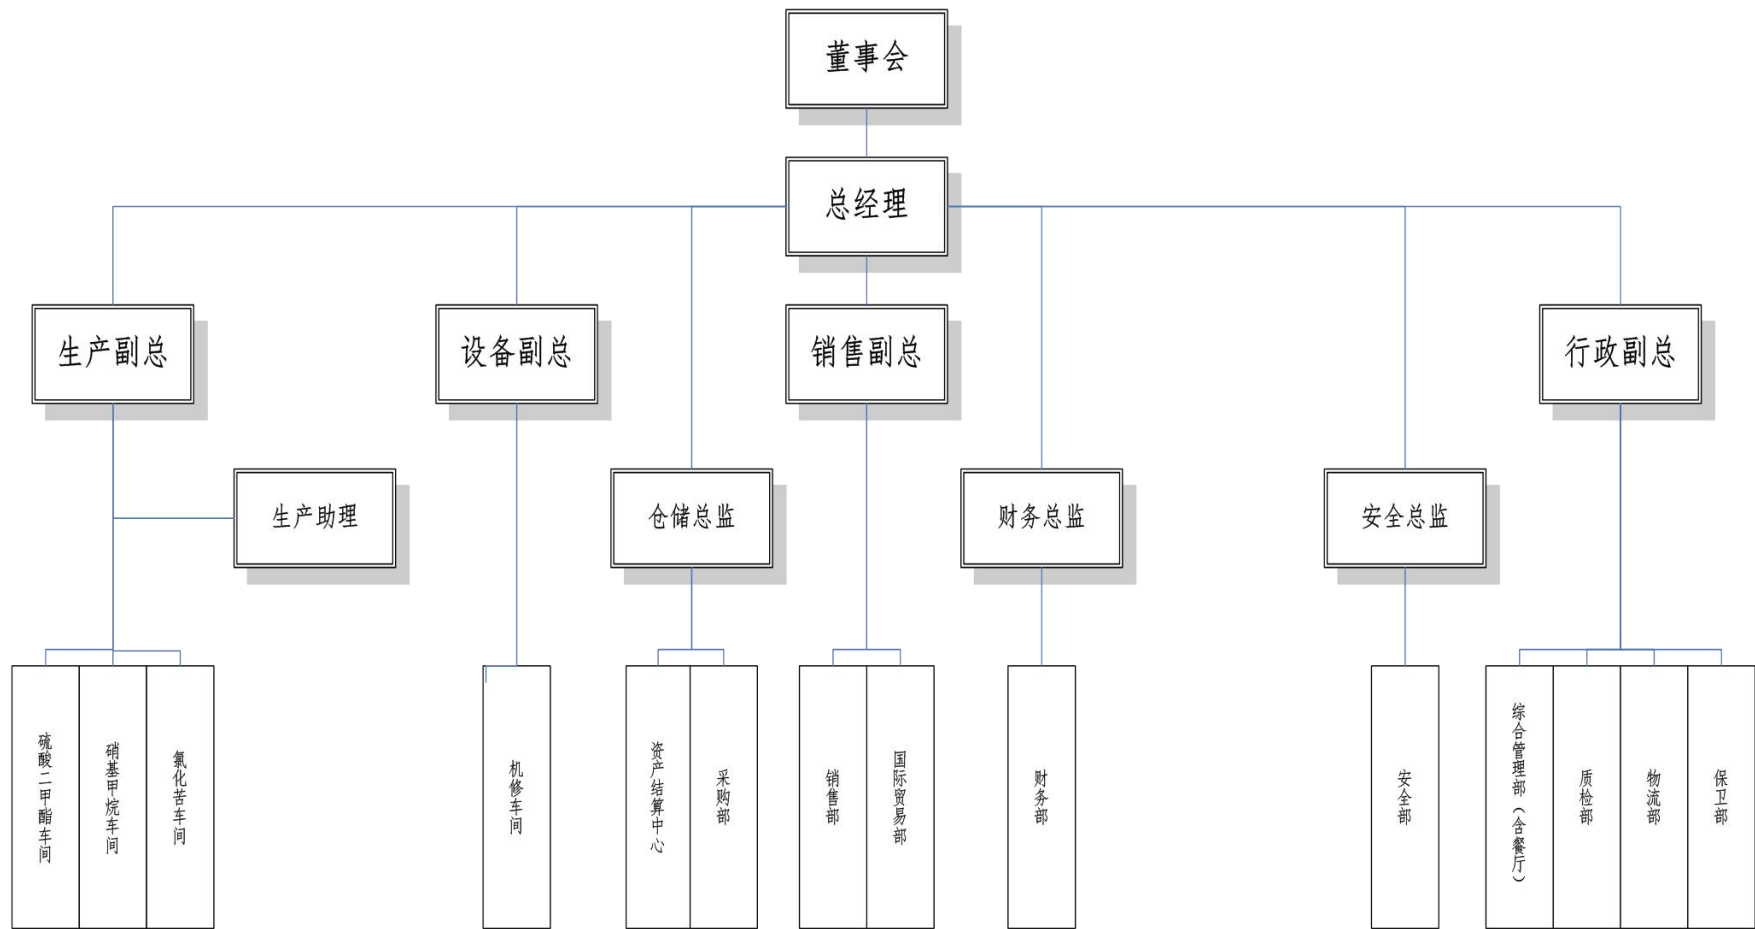 董事会
总经理
生产副总
设备副总
销售副总
行政副总
生产助理
仓储总监
财务总监
安全总监
硫酸二甲酯车间
硝基甲烷车间
氯化苦车间
机修车间
资产结算中心
采购部
销售部
国际贸易部
财务部
安全部
综合管理部（含餐厅）
质检部
物流部
保卫部